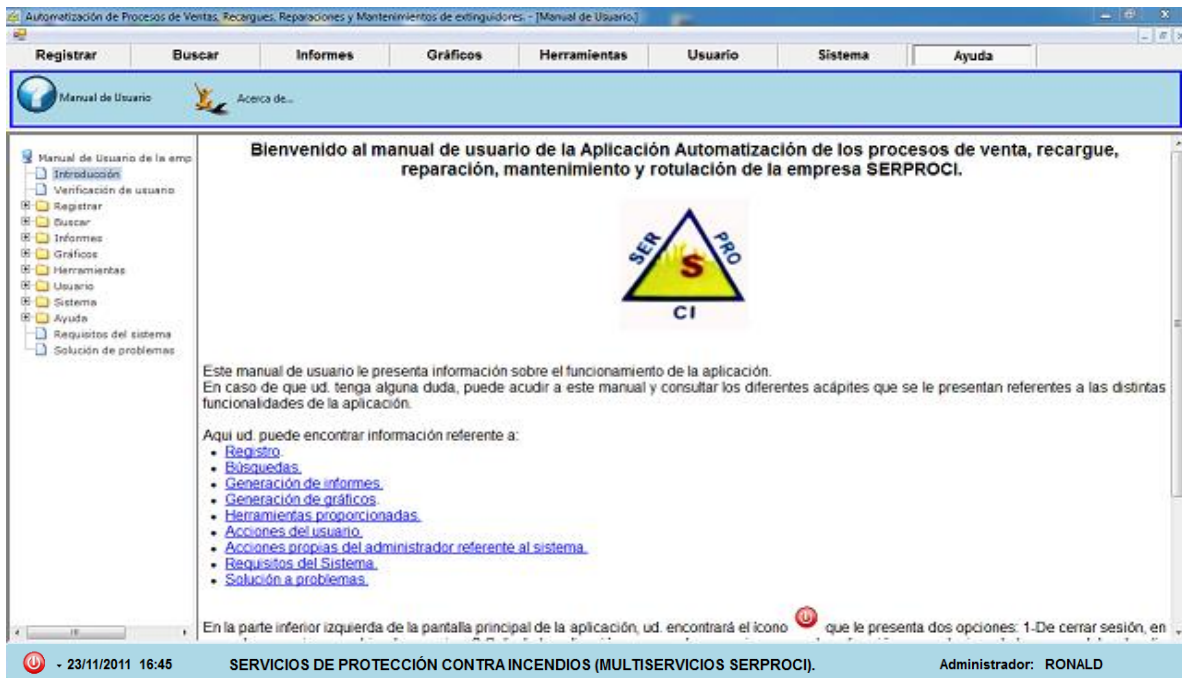 Automatización de Procesos de Ventas, Recargues, Reparaciones y Mantenimientos de extinguidores. - [Manual de Usuario.]
Registrar Buscar Informes Gráficos Herramientas Usuario Sistema Ayuda
Manual de Usuario Acerca de...
Manual de Usuario de la emp
Introducción
Verificación de usuario
Registrar
Buscar
Informes
Gráficos
Herramientas
Usuario
Sistema
Ayuda
Requisitos del sistema
Solución de problemas
Bienvenido al manual de usuario de la Aplicación Automatización de los procesos de venta, recargue,
reparación, mantenimiento y rotulación de la empresa SERPROCI.
SER PRO
S
CI
Este manual de usuario le presenta información sobre el funcionamiento de la aplicación.
En caso de que ud. tenga alguna duda, puede acudir a este manual y consultar los diferentes acápites que se le presentan referentes a las distintas
funcionalidades de la aplicación.
Aqui ud. puede encontrar información referente a:
• Registro.
• Búsquedas.
• Generación de informes.
• Generación de gráficos.
• Herramientas proporcionadas.
• Acciones del usuario.
• Acciones propias del administrador referente al sistema.
• Requisitos del Sistema.
• Solución a problemas.
En la parte inferior izquierda de la pantalla principal de la aplicación, ud. encontrará el ícono que le presenta dos opciones: 1-De cerrar sesión, en
- 23/11/2011 16:45 SERVICIOS DE PROTECCIÓN CONTRA INCENDIOS (MULTISERVICIOS SERPROCI). Administrador: RONALD